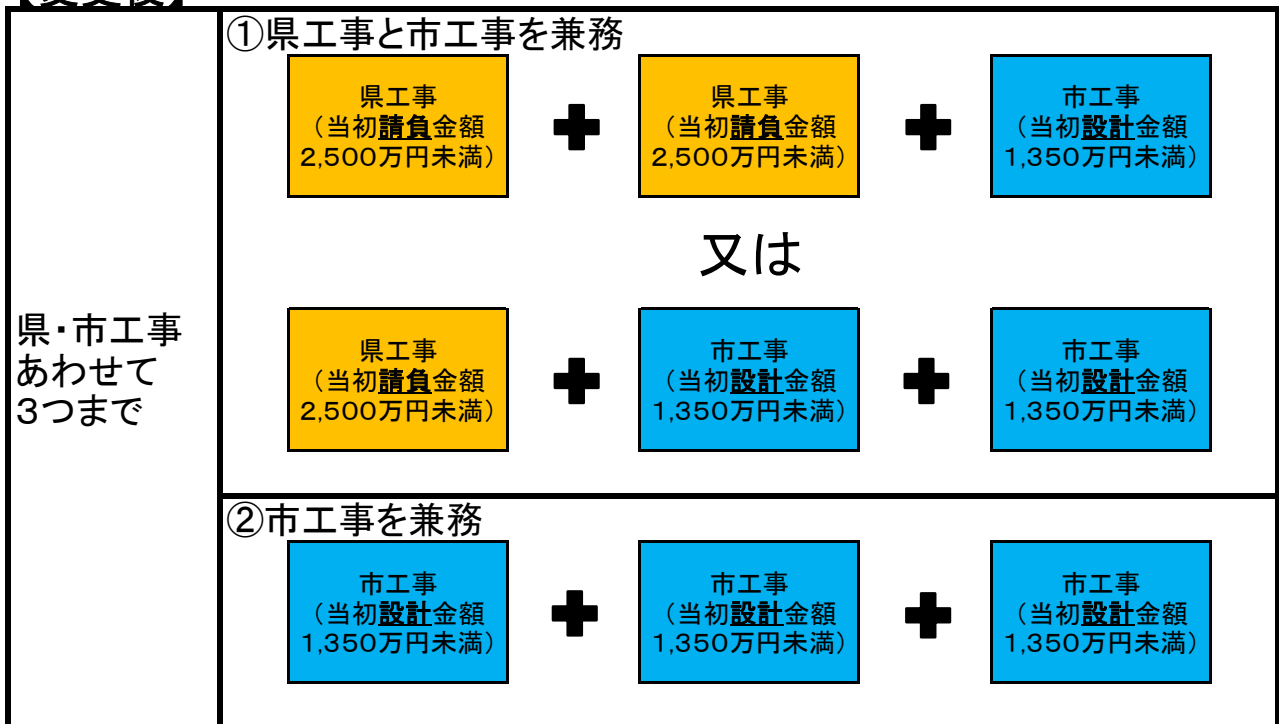 【変更後】
①県工事と市工事を兼務
県工事
（当初請負金額
2,500万円未満）
県工事
（当初請負金額
2,500万円未満）
市工事
（当初設計金額
1,350万円未満）
又は
県・市工事
あわせて
３つまで
県工事
（当初請負金額
2,500万円未満）
市工事
（当初設計金額
1,350万円未満）
市工事
（当初設計金額
1,350万円未満）
②市工事を兼務
市工事
（当初設計金額
1,350万円未満）
市工事
（当初設計金額
1,350万円未満）
市工事
（当初設計金額
1,350万円未満）